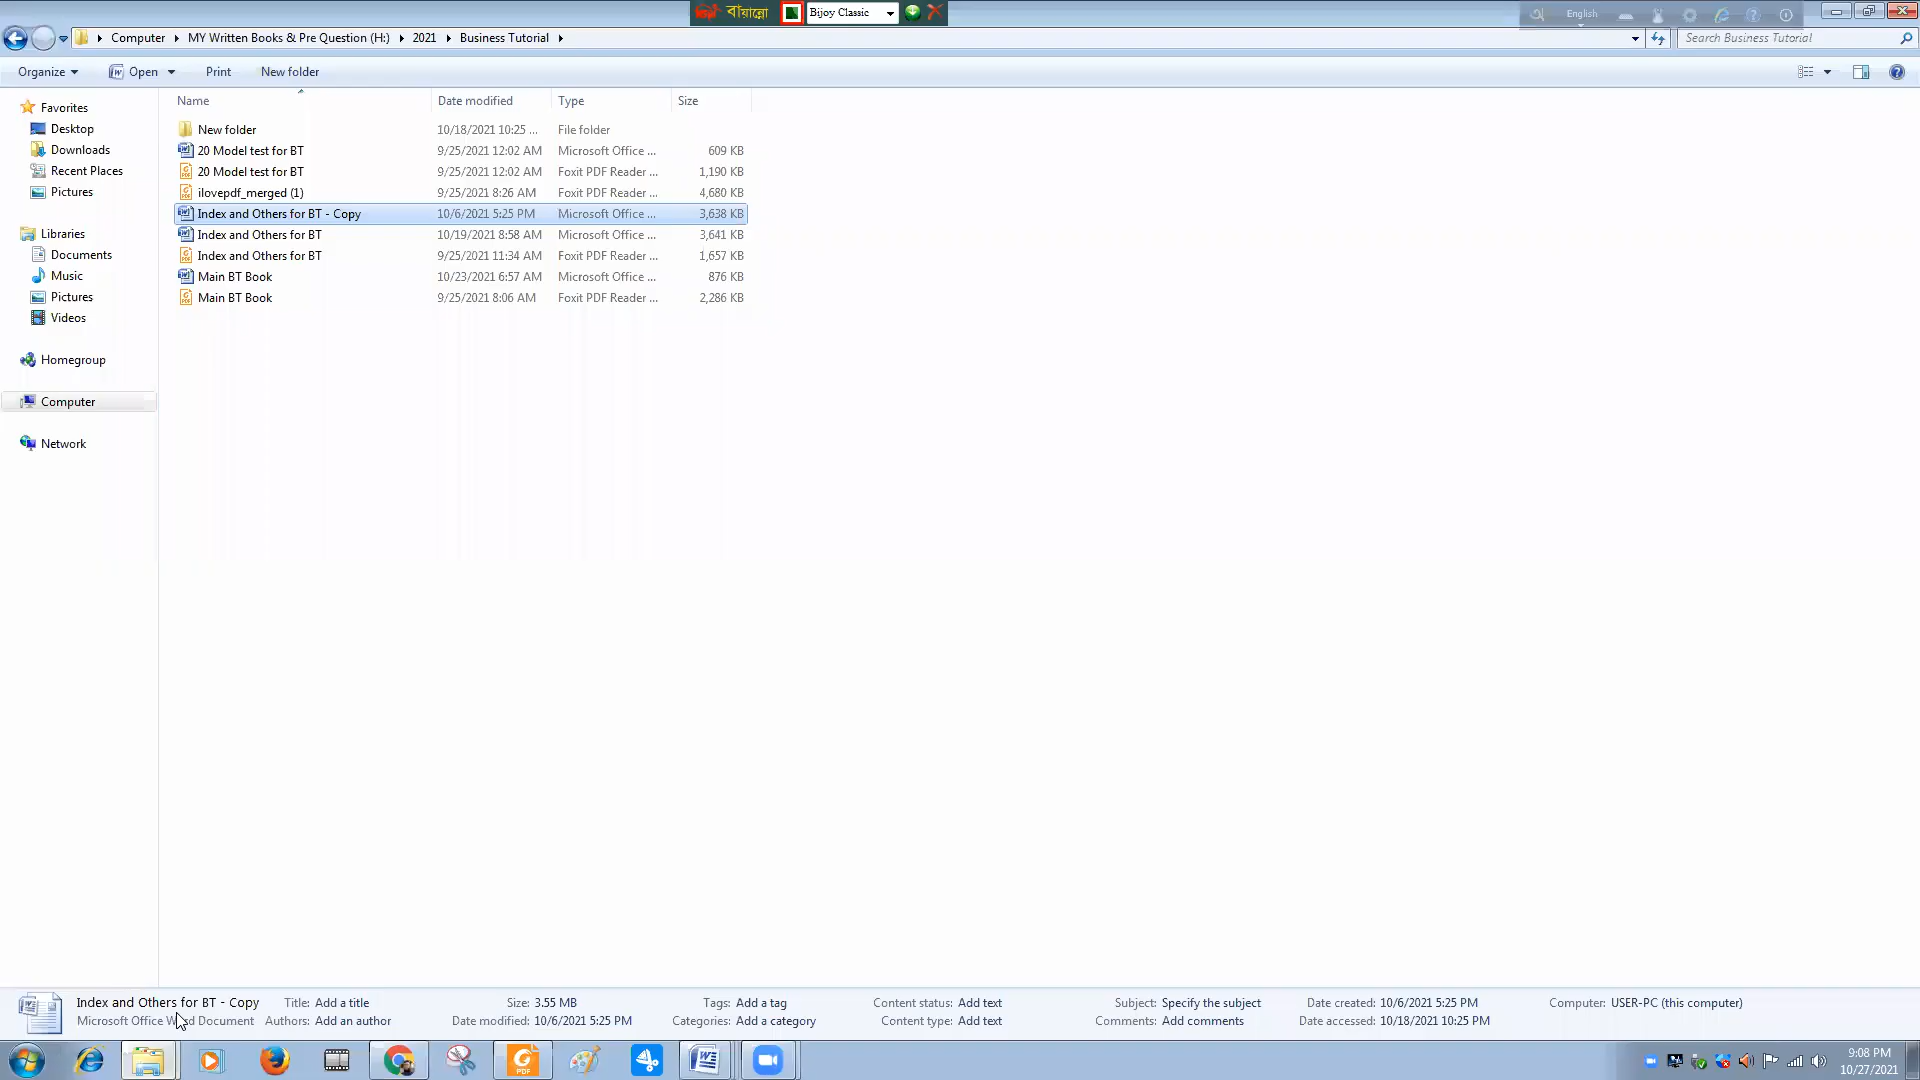 বাঁয়ান্নো Bijoy Classic
English
Computer MY Written Books & Pre Question (H:) 2021 Business Tutorial
Search Business Tutorial
Organize Open Print New folder
Name Date modified Type Size
New folder 10/18/2021 10:25 ... File folder
20 Model test for BT 9/25/2021 12:02 AM Microsoft Office ... 609 KB
20 Model test for BT 9/25/2021 12:02 AM Foxit PDF Reader ... 1,190 KB
ilovepdf_merged (1) 9/25/2021 8:26 AM Foxit PDF Reader ... 4,680 KB
Index and Others for BT - Copy 10/6/2021 5:25 PM Microsoft Office ... 3,638 KB
Index and Others for BT 10/19/2021 8:58 AM Microsoft Office ... 3,641 KB
Index and Others for BT 9/25/2021 11:34 AM Foxit PDF Reader ... 1,657 KB
Main BT Book 10/23/2021 6:57 AM Microsoft Office ... 876 KB
Main BT Book 9/25/2021 8:06 AM Foxit PDF Reader ... 2,286 KB
Favorites
Desktop
Downloads
Recent Places
Pictures
Libraries
Documents
Music
Pictures
Videos
Homegroup
Computer
Network
Index and Others for BT - Copy Title: Add a title Size: 3.55 MB Tags: Add a tag Content status: Add text Subject: Specify the subject Date created: 10/6/2021 5:25 PM Computer: USER-PC (this computer)
Microsoft Office Word Document Authors: Add an author Date modified: 10/6/2021 5:25 PM Categories: Add a category Content type: Add text Comments: Add comments Date accessed: 10/18/2021 10:25 PM
PDF
9:08 PM
10/27/2021